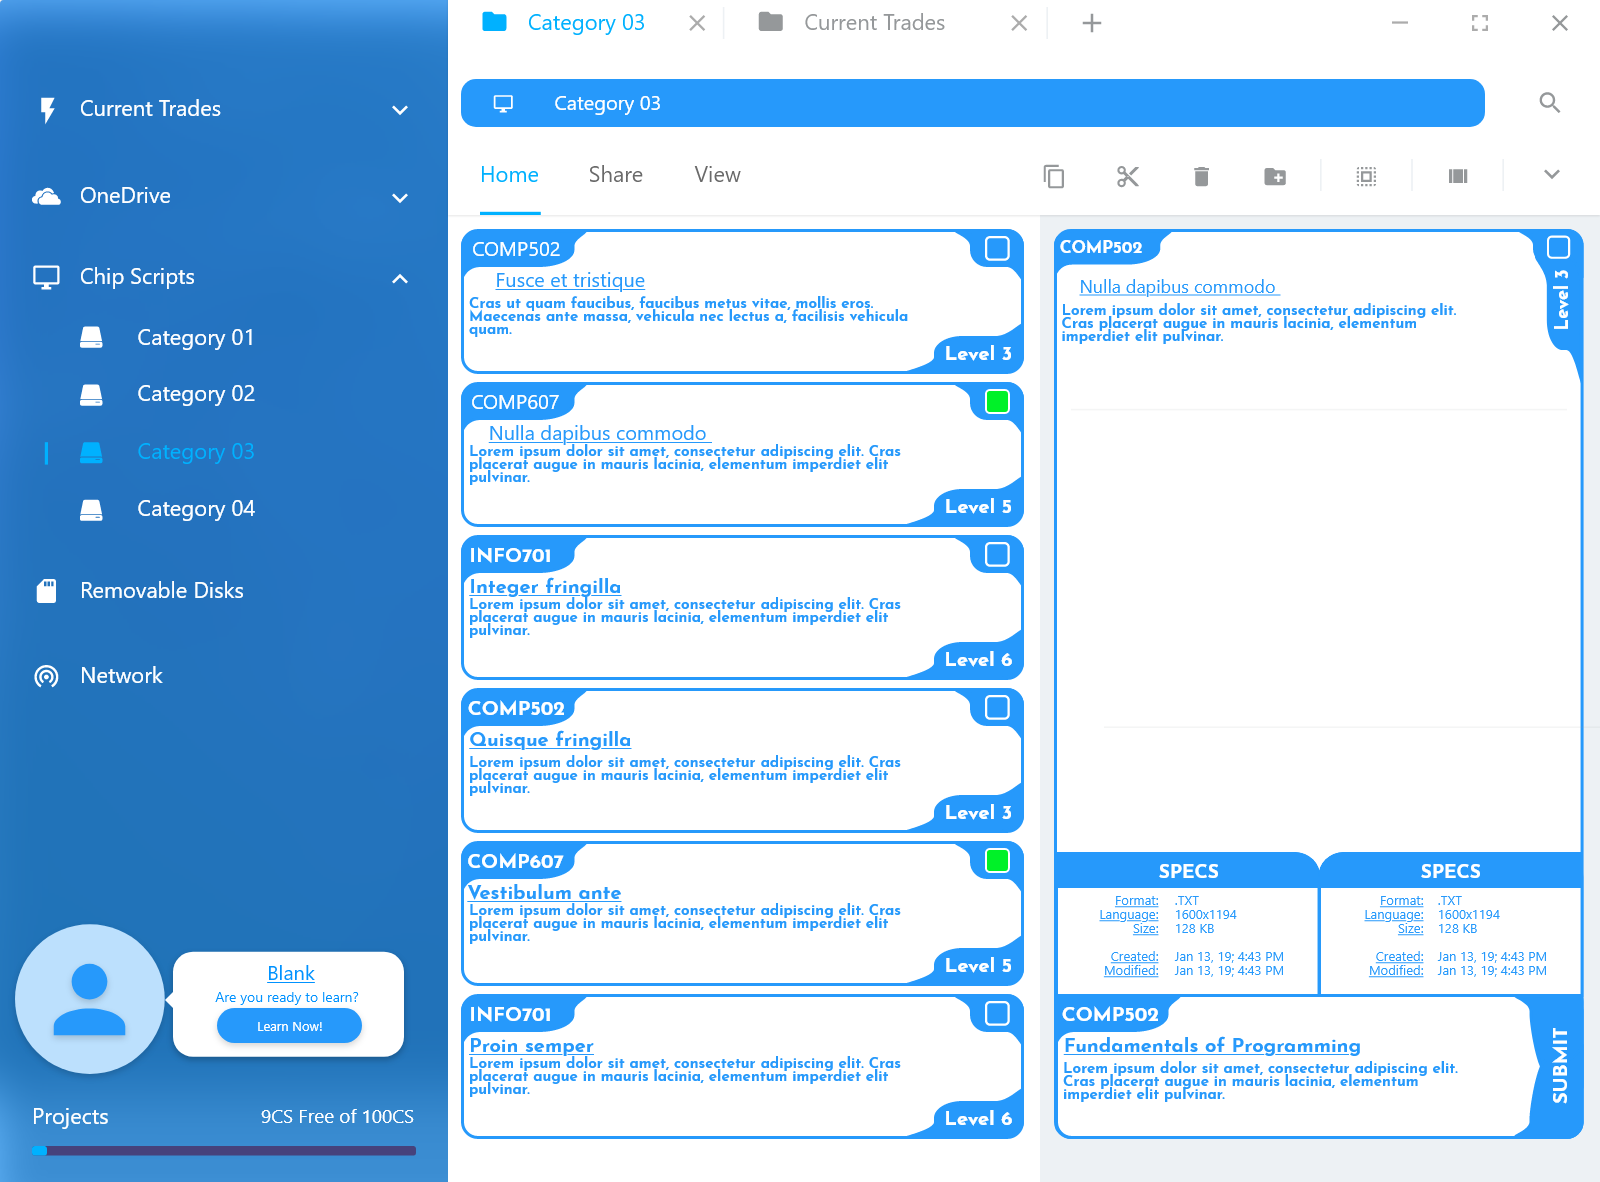 Current Trades
OneDrive
Chip Scripts
Category 01
Category 02
Category 03
Category 04
Removable Disks
Network
Blank
Are you ready to learn?
Learn Now!
Projects
9CS Free of 100CS
Category 03
Current Trades
Category 03
Home
Share
View
COMP502
Fusce et tristique
Cras ut quam faucibus, faucibus metus vitae, mollis eros.
Maecenas ante massa, vehicula nec lectus a, facilisis vehicula
quam.
Level 3
COMP607
Nulla dapibus commodo
Lorem ipsum dolor sit amet, consectetur adipiscing elit. Cras
placerat augue in mauris lacinia, elementum imperdiet elit
pulvinar.
Level 5
INFO701
Integer fringilla
Lorem ipsum dolor sit amet, consectetur adipiscing elit. Cras
placerat augue in mauris lacinia, elementum imperdiet elit
pulvinar.
Level 6
COMP502
Quisque fringilla
Lorem ipsum dolor sit amet, consectetur adipiscing elit. Cras
placerat augue in mauris lacinia, elementum imperdiet elit
pulvinar.
Level 3
COMP607
Vestibulum ante
Lorem ipsum dolor sit amet, consectetur adipiscing elit. Cras
placerat augue in mauris lacinia, elementum imperdiet elit
pulvinar.
Level 5
INFO701
Proin semper
Lorem ipsum dolor sit amet, consectetur adipiscing elit. Cras
placerat augue in mauris lacinia, elementum imperdiet elit
pulvinar.
Level 6
COMP502
Level 3
Nulla dapibus commodo
Lorem ipsum dolor sit amet, consectetur adipiscing elit.
Cras placerat augue in mauris lacinia, elementum
imperdiet elit pulvinar.
SPECS
Format: .TXT
Language: 1600x1194
Size: 128 KB
Created: Jan 13, 19; 4:43 PM
Modified: Jan 13, 19; 4:43 PM
SPECS
Format: .TXT
Language: 1600x1194
Size: 128 KB
Created: Jan 13, 19; 4:43 PM
Modified: Jan 13, 19; 4:43 PM
COMP502
Fundamentals of Programming
Lorem ipsum dolor sit amet, consectetur adipiscing elit.
Cras placerat augue in mauris lacinia, elementum
imperdiet elit pulvinar.
SUBMIT